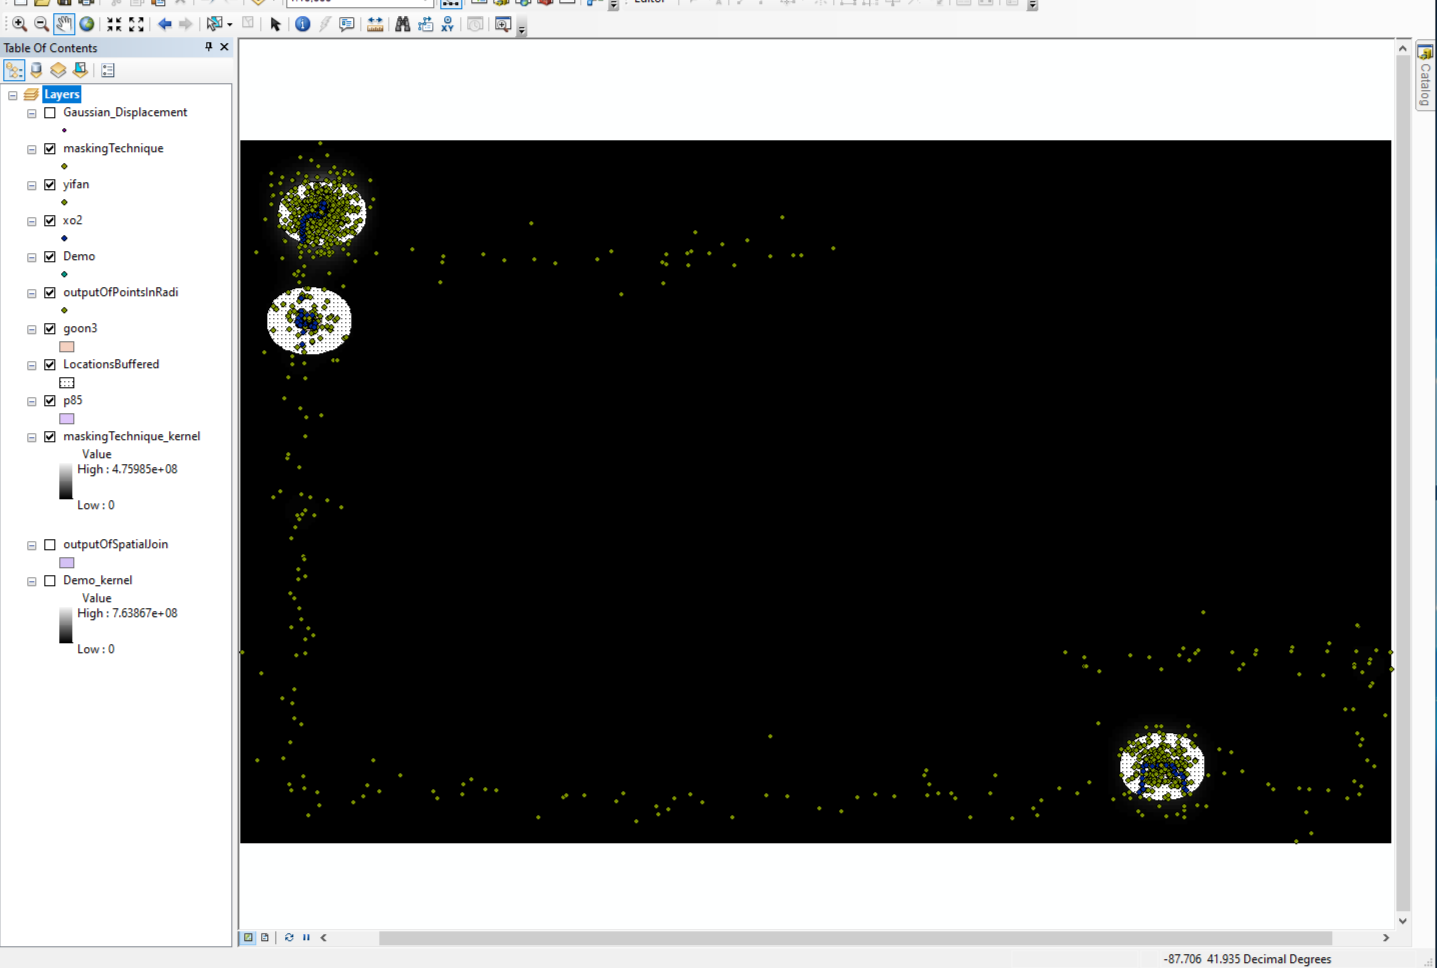 Table Of Contents
Layers
Gaussian_Displacement
maskingTechnique
yifan
xo2
Demo
outputOfPointsInRadi
goon3
LocationsBuffered
p85
maskingTechnique_kernel
Value
High : 4.75985e+08
Low : 0
outputOfSpatialJoin
Demo_kernel
Value
High : 7.63867e+08
Low : 0
Catalog
-87.706 41.935 Decimal Degrees